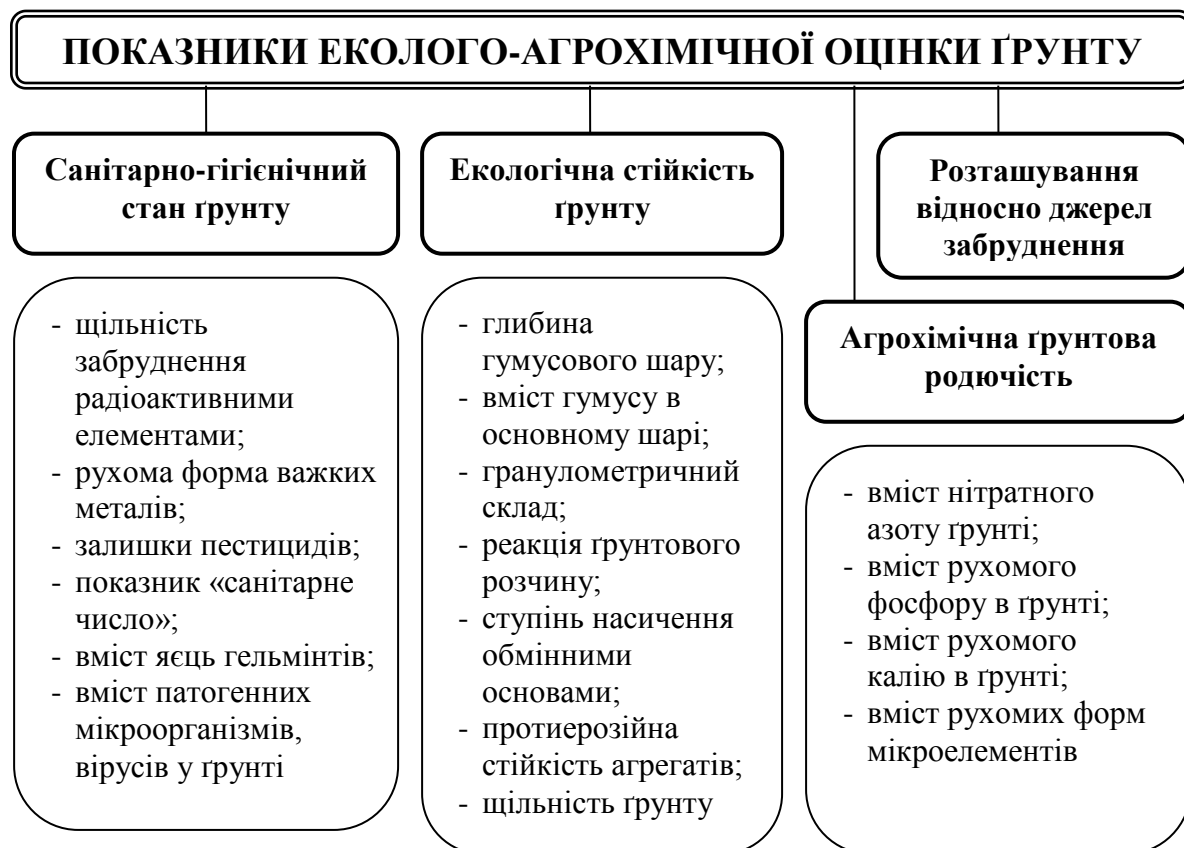 ПОКАЗНИКИ ЕКОЛОГО-АГРОХІМІЧНОЇ ОЦІНКИ ҐРУНТУ
Санітарно-гігієнічний
стан ґрунту
- щільність
забруднення
радіоактивними
елементами;
- рухома форма важких
металів;
- залишки пестицидів;
- показник «санітарне
число»;
- вміст яєць гельмінтів;
- вміст патогенних
мікроорганізмів,
вірусів у ґрунті
Екологічна стійкість
ґрунту
- глибина
гумусового шару;
- вміст гумусу в
основному шарі;
- гранулометричний
склад;
- реакція ґрунтового
розчину;
- ступінь насичення
обмінними
основами;
- протиерозійна
стійкість агрегатів;
- щільність ґрунту
Розташування
відносно джерел
забруднення
Агрохімічна ґрунтова
родючість
- вміст нітратного
азоту ґрунті;
- вміст рухомого
фосфору в ґрунті;
- вміст рухомого
калію в ґрунті;
- вміст рухомих форм
мікроелементів